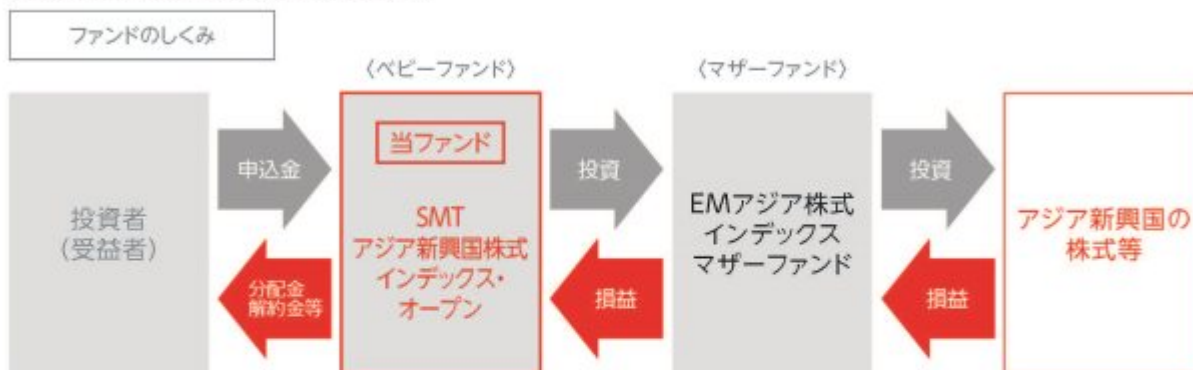 ファンドのしくみ
〈ベビーファンド〉
〈マザーファンド〉
投資者
(受益者)
申込金
分配金
解約金等
当ファンド
SMT
アジア新興国株式
インデックス・
オープン
投資
損益
EMアジア株式
インデックス
マザーファンド
投資
損益
アジア新興国の
株式等